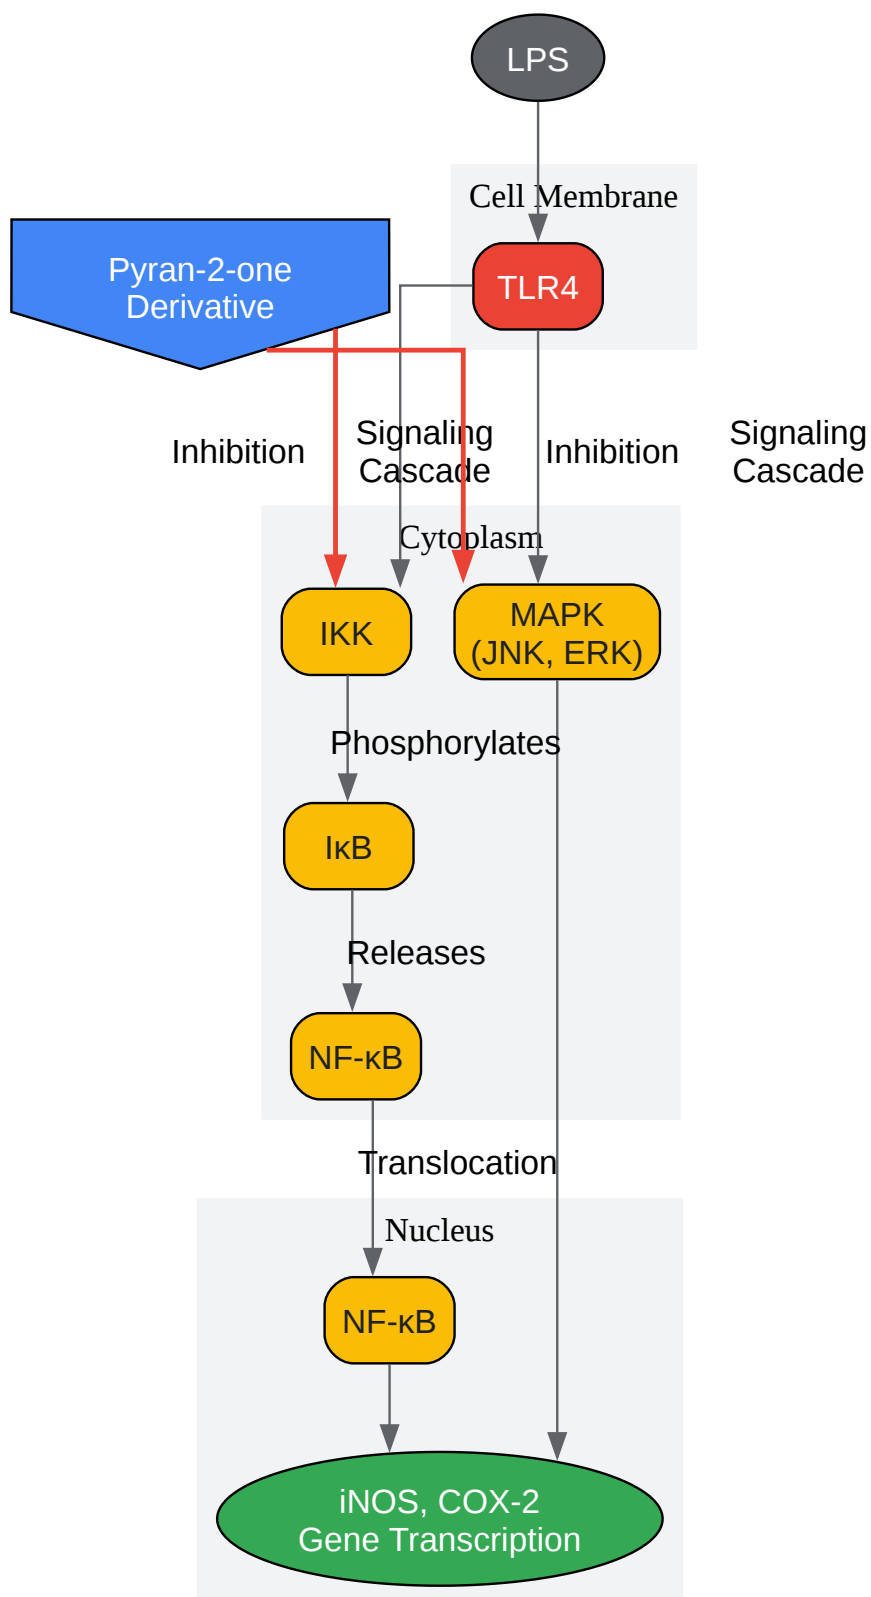 LPS
Cell Membrane
TLR4
Pyran-2-one
Derivative
Inhibition
Signaling
Cascade
Inhibition
Signaling
Cascade
Cytoplasm
IKK
MAPK
(JNK, ERK)
Phosphorylates
IκB
Releases
NF-κB
Translocation
Nucleus
NF-κB
iNOS, COX-2
Gene Transcription